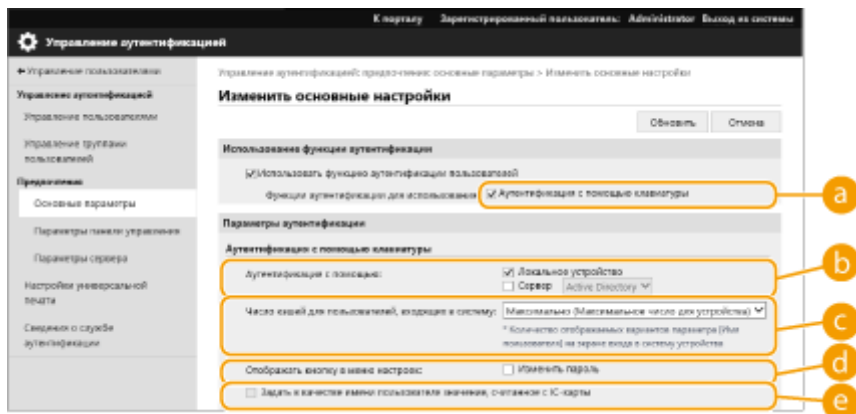 К порталу Зарегистрированный пользователь: Administrator Выход из системы
Управление аутентификацией
Управление пользователями
Управление аутентификацией: предпочтения: основные параметры > Изменить основные настройки
Управление аутентификацией
Изменить основные настройки
Управление пользователями
Обновить Отмена
Управление группами
пользователей
Использование функции аутентификации
Использовать функцию аутентификации пользователей
Предпочтения
Функции аутентификации для использования: Аутентификация с помощью клавиатуры
a
Основные параметры
Параметры аутентификации
Параметры панели управления
Аутентификация с помощью клавиатуры
Параметры сервера
Аутентификация с помощью: Локальное устройство
b
Сервер Active Directory
Настройки универсальной
печати
Число кэшей для пользователей, входящих в систему: Максимально (Максимальное число для устройства)
c
* Количество отображаемых вариантов параметра [Имя
пользователя] на экране входа в систему устройства
Сведения о службе
аутентификации
Отображать кнопку в меню настроек: Изменить пароль
d
Задать в качестве имени пользователя значение, считанное с IC-карты
e